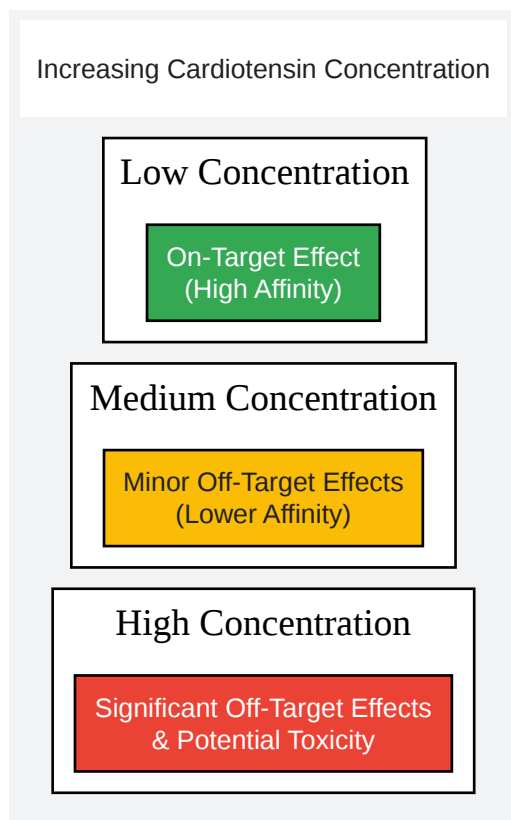 Increasing Cardiotensin Concentration
Low Concentration
On-Target Effect
(High Affinity)
Medium Concentration
Minor Off-Target Effects
(Lower Affinity)
High Concentration
Significant Off-Target Effects
& Potential Toxicity